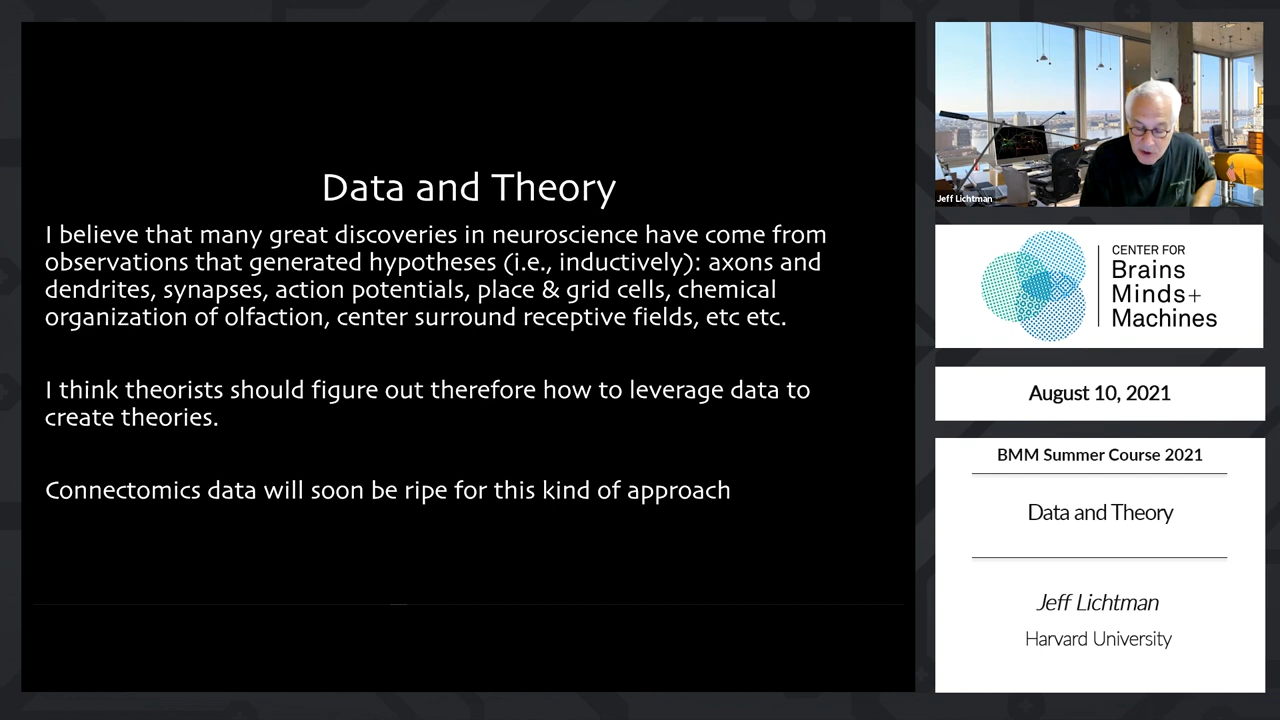 Data and Theory
I believe that many great discoveries in neuroscience have come from
observations that generated hypotheses (i.e., inductively): axons and
dendrites, synapses, action potentials, place & grid cells, chemical
organization of olfaction, center surround receptive fields, etc etc.
I think theorists should figure out therefore how to leverage data to
create theories.
Connectomics data will soon be ripe for this kind of approach
Jeff Lichtman
CENTER FOR
Brains
Minds+
Machines
August 10, 2021
BMM Summer Course 2021
Data and Theory
Jeff Lichtman
Harvard University